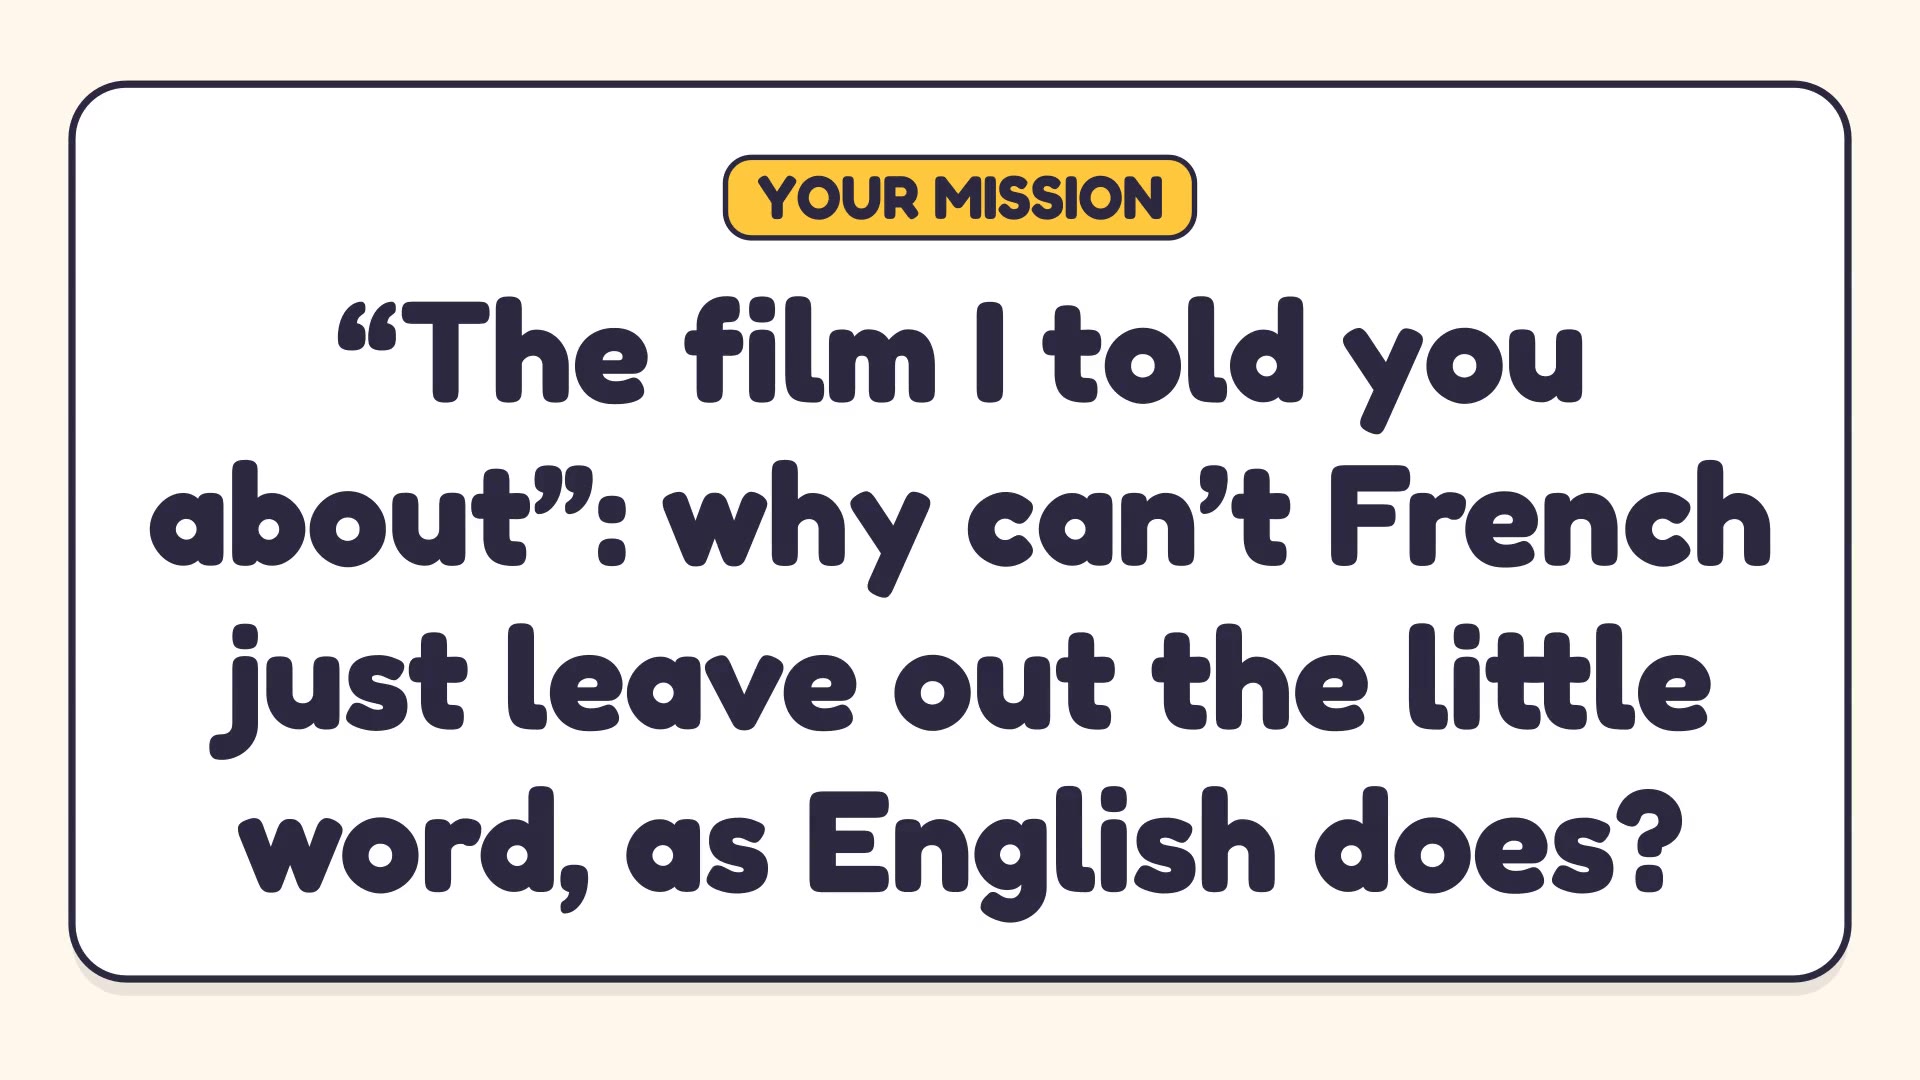 YOUR MISSION
“The film I told you
about”: why can’t French
just leave out the little
word, as English does?